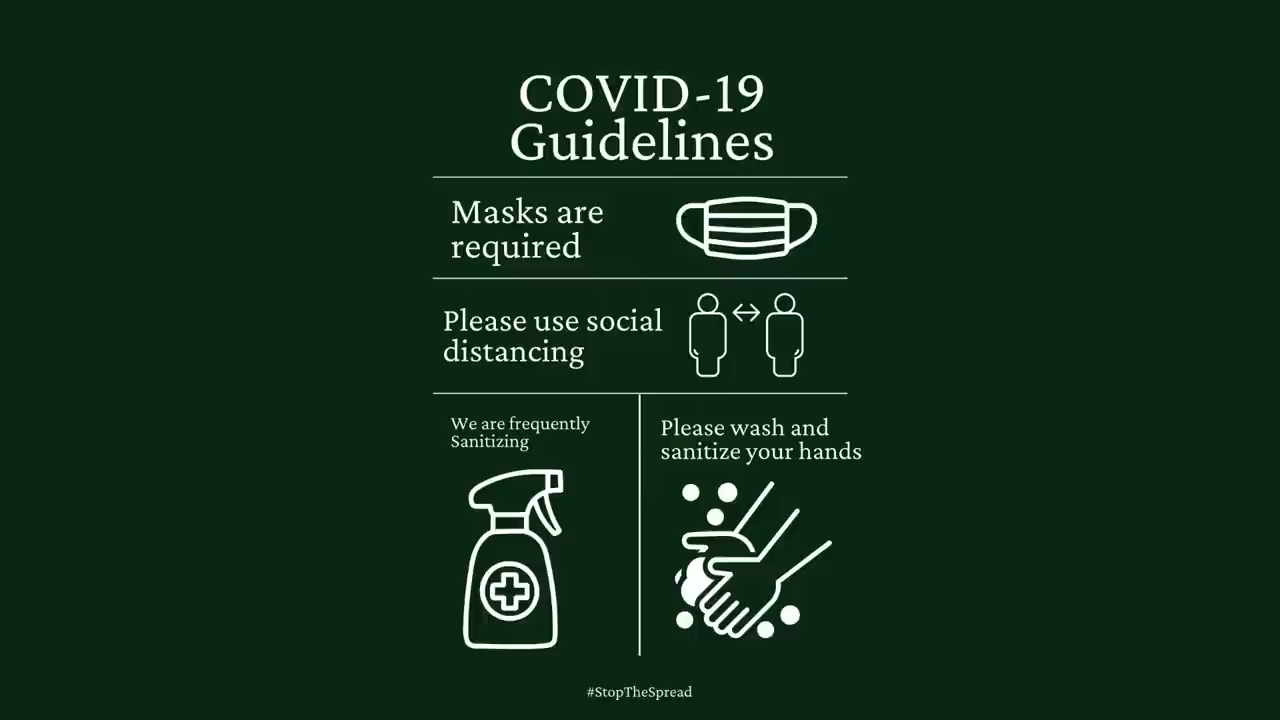 COVID-19
Guidelines
Masks are
required
Please use social
distancing
We are frequently
Sanitizing
Please wash and
sanitize your hands
#StopTheSpread